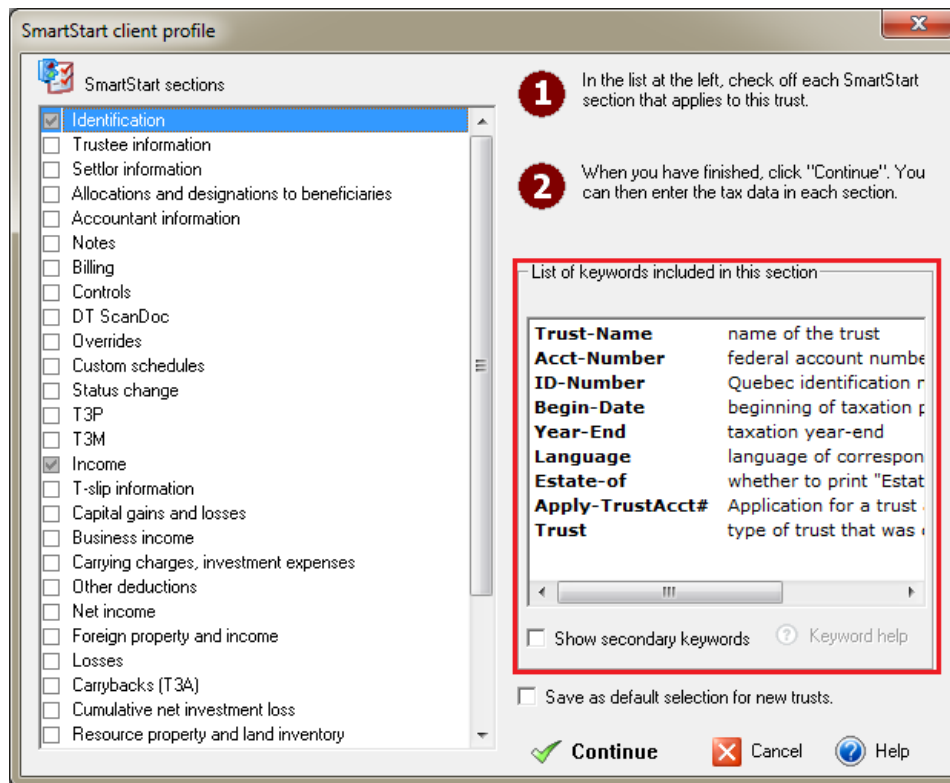 SmartStart client profile
SmartStart sections
Identification
Trustee information
Settlor information
Allocations and designations to beneficiaries
Accountant information
Notes
Billing
Controls
DT ScanDoc
Overrides
Custom schedules
Status change
T3P
T3M
Income
T-slip information
Capital gains and losses
Business income
Carrying charges, investment expenses
Other deductions
Net income
Foreign property and income
Losses
Carrybacks (T3A)
Cumulative net investment loss
Resource property and land inventory
1
In the list at the left, check off each SmartStart
section that applies to this trust.
2
When you have finished, click "Continue". You
can then enter the tax data in each section.
List of keywords included in this section
Trust-Name name of the trust
Acct-Number federal account numbe
ID-Number Quebec identification n
Begin-Date beginning of taxation p
Year-End taxation year-end
Language language of correspon
Estate-of whether to print "Estat
Apply-TrustAcct# Application for a trust
Trust type of trust that was
Show secondary keywords ? Keyword help
Save as default selection for new trusts.
Continue Cancel ? Help